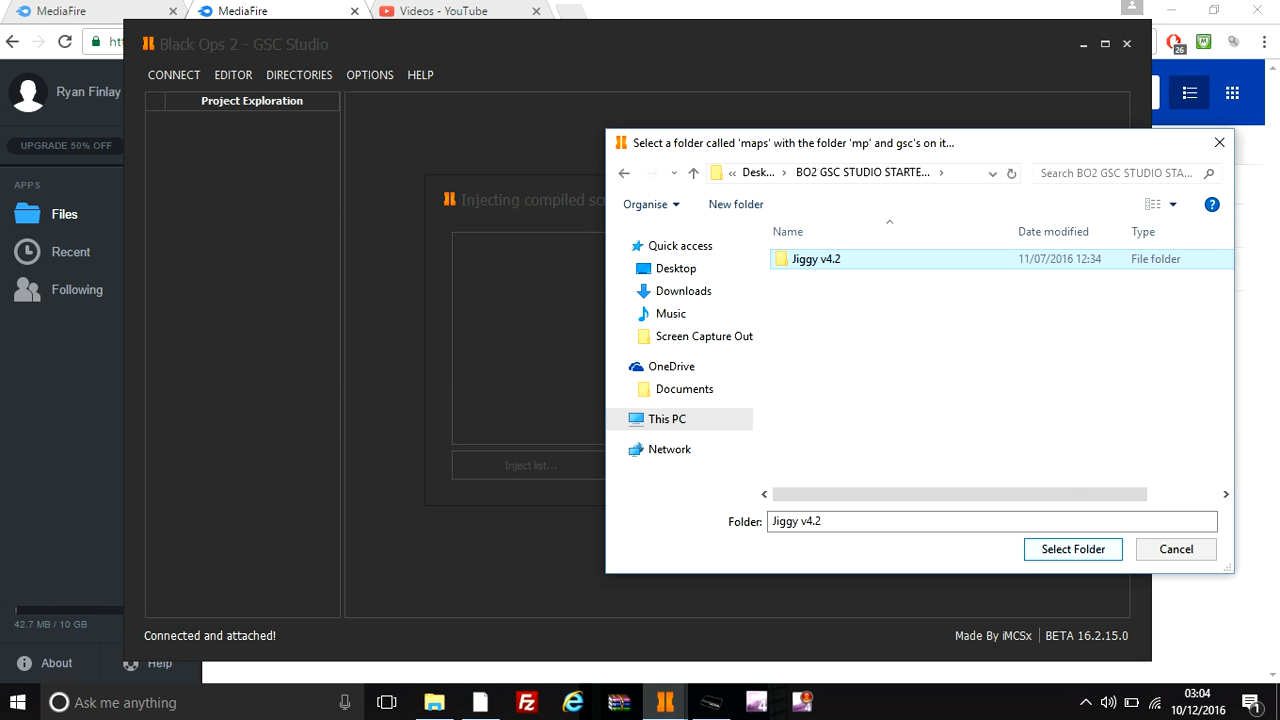 MediaFire
MediaFire
Videos - YouTube
26
Ryan Finlay
UPGRADE 50% OFF
APPS
Files
Recent
Following
42.7 MB / 10 GB
About
Help
Black Ops 2 - GSC Studio
CONNECT EDITOR DIRECTORIES OPTIONS HELP
Project Exploration
Injecting compiled
Inject list...
Connected and attached!
Made By iMCSx
BETA 16.2.15.0
Select a folder called 'maps' with the folder 'mp' and gsc's on it...
Desk... BO2 GSC STUDIO STARTE...
Search BO2 GSC STUDIO STA...
Organise New folder
Name Date modified Type
Jiggy v4.2 11/07/2016 12:34 File folder
Quick access
Desktop
Downloads
Music
Screen Capture Out
OneDrive
Documents
This PC
Network
Folder: Jiggy v4.2
Select Folder Cancel
Ask me anything
03:04
10/12/2016